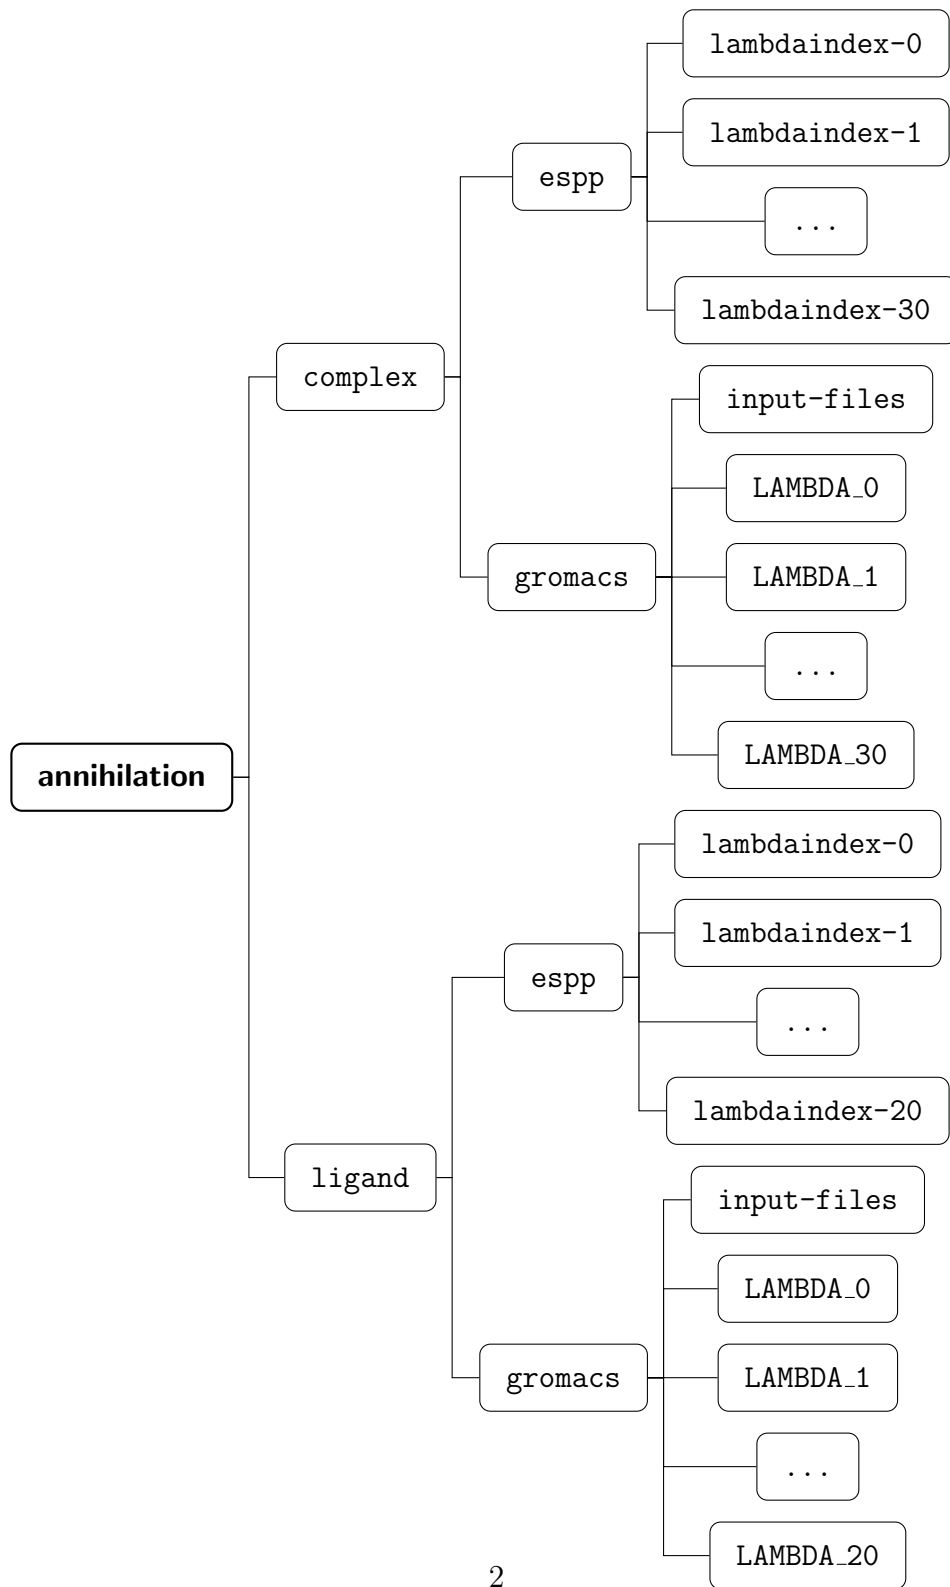 lambdaindex-0
lambdaindex-1
espp
...
lambdaindex-30
complex
input-files
LAMBDA_0
gromacs
LAMBDA_1
...
LAMBDA_30
annihilation
lambdaindex-0
lambdaindex-1
espp
...
lambdaindex-20
ligand
input-files
LAMBDA_0
gromacs
LAMBDA_1
...
LAMBDA_20
2